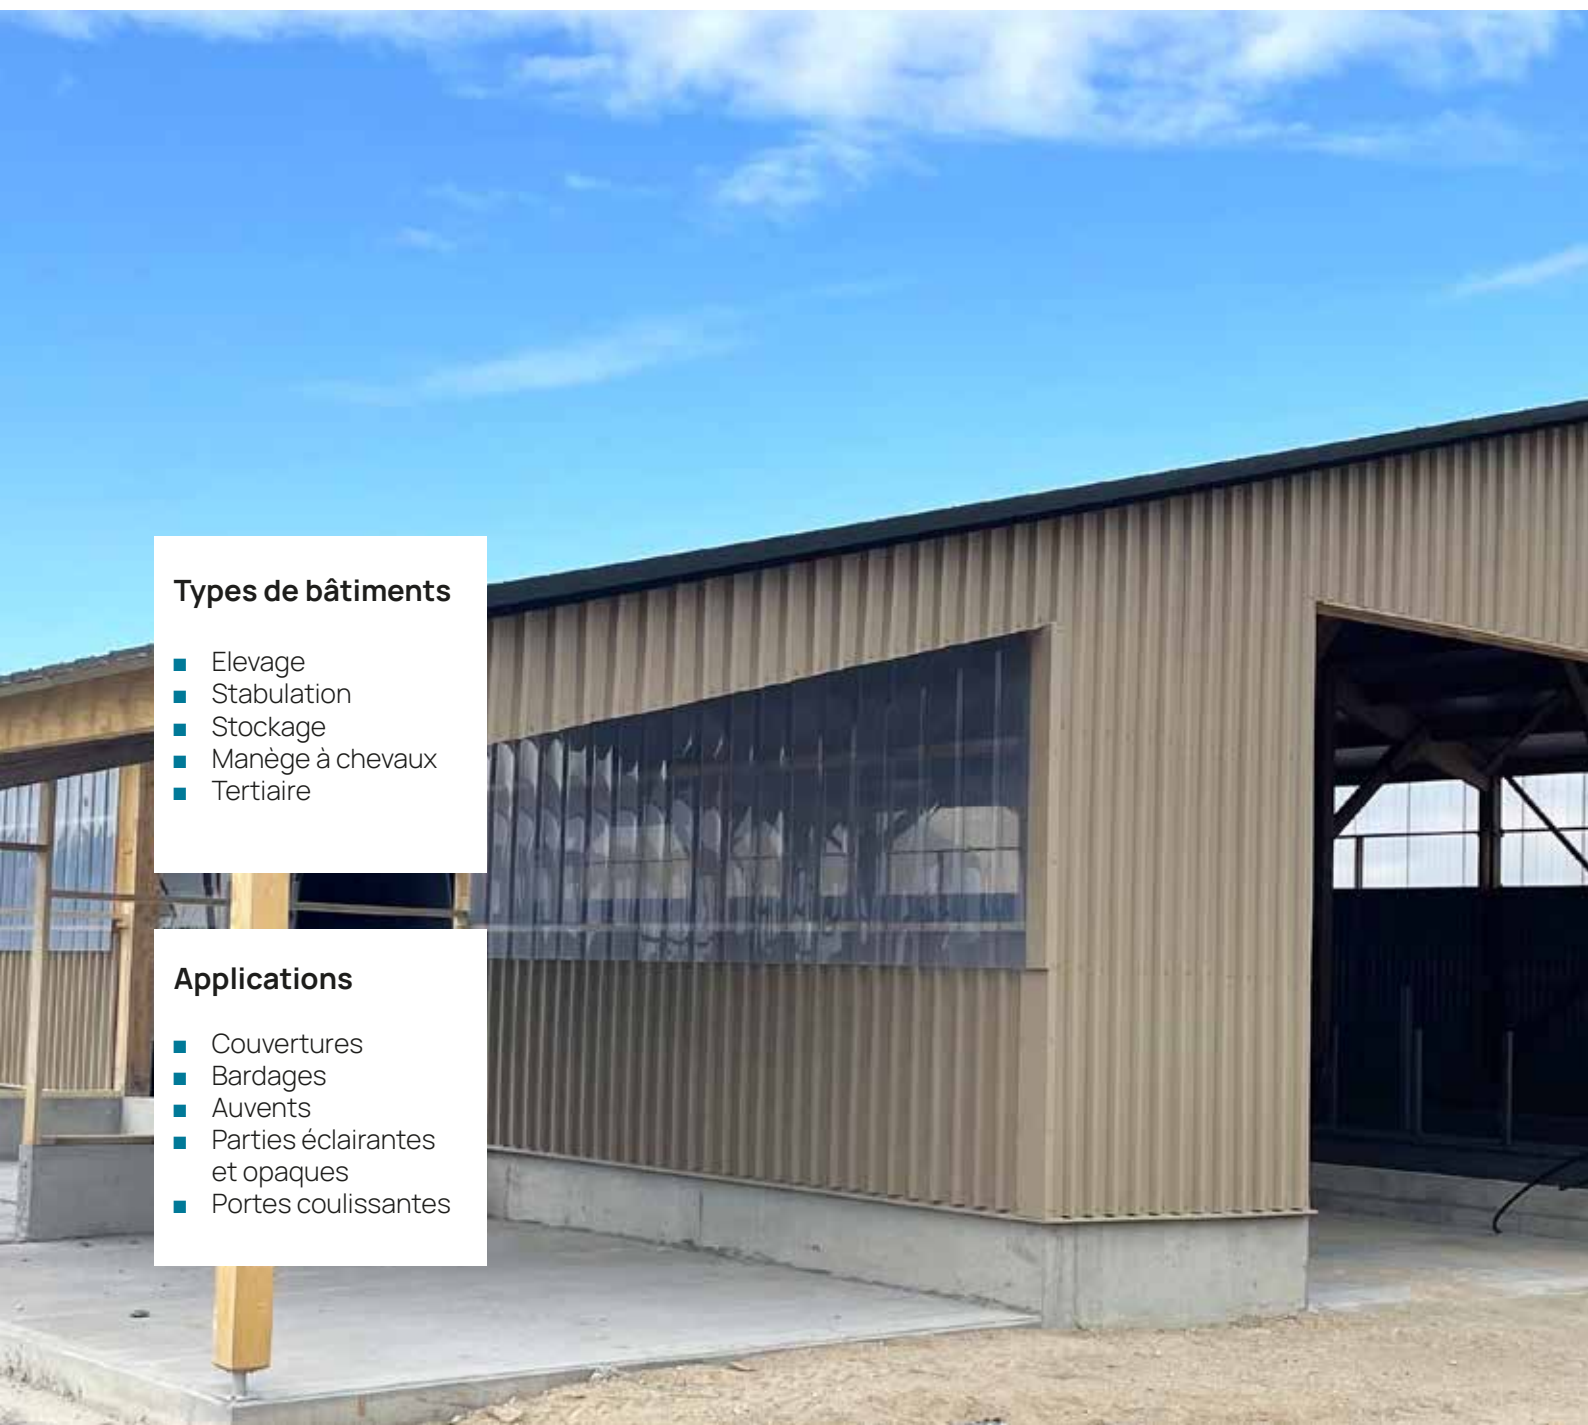 Types de bâtiments
Elevage
Stabulation
Stockage
Manège à chevaux
Tertiaire
Applications
Couvertures
Bardages
Auvents
Parties éclairantes
et opaques
Portes coulissantes